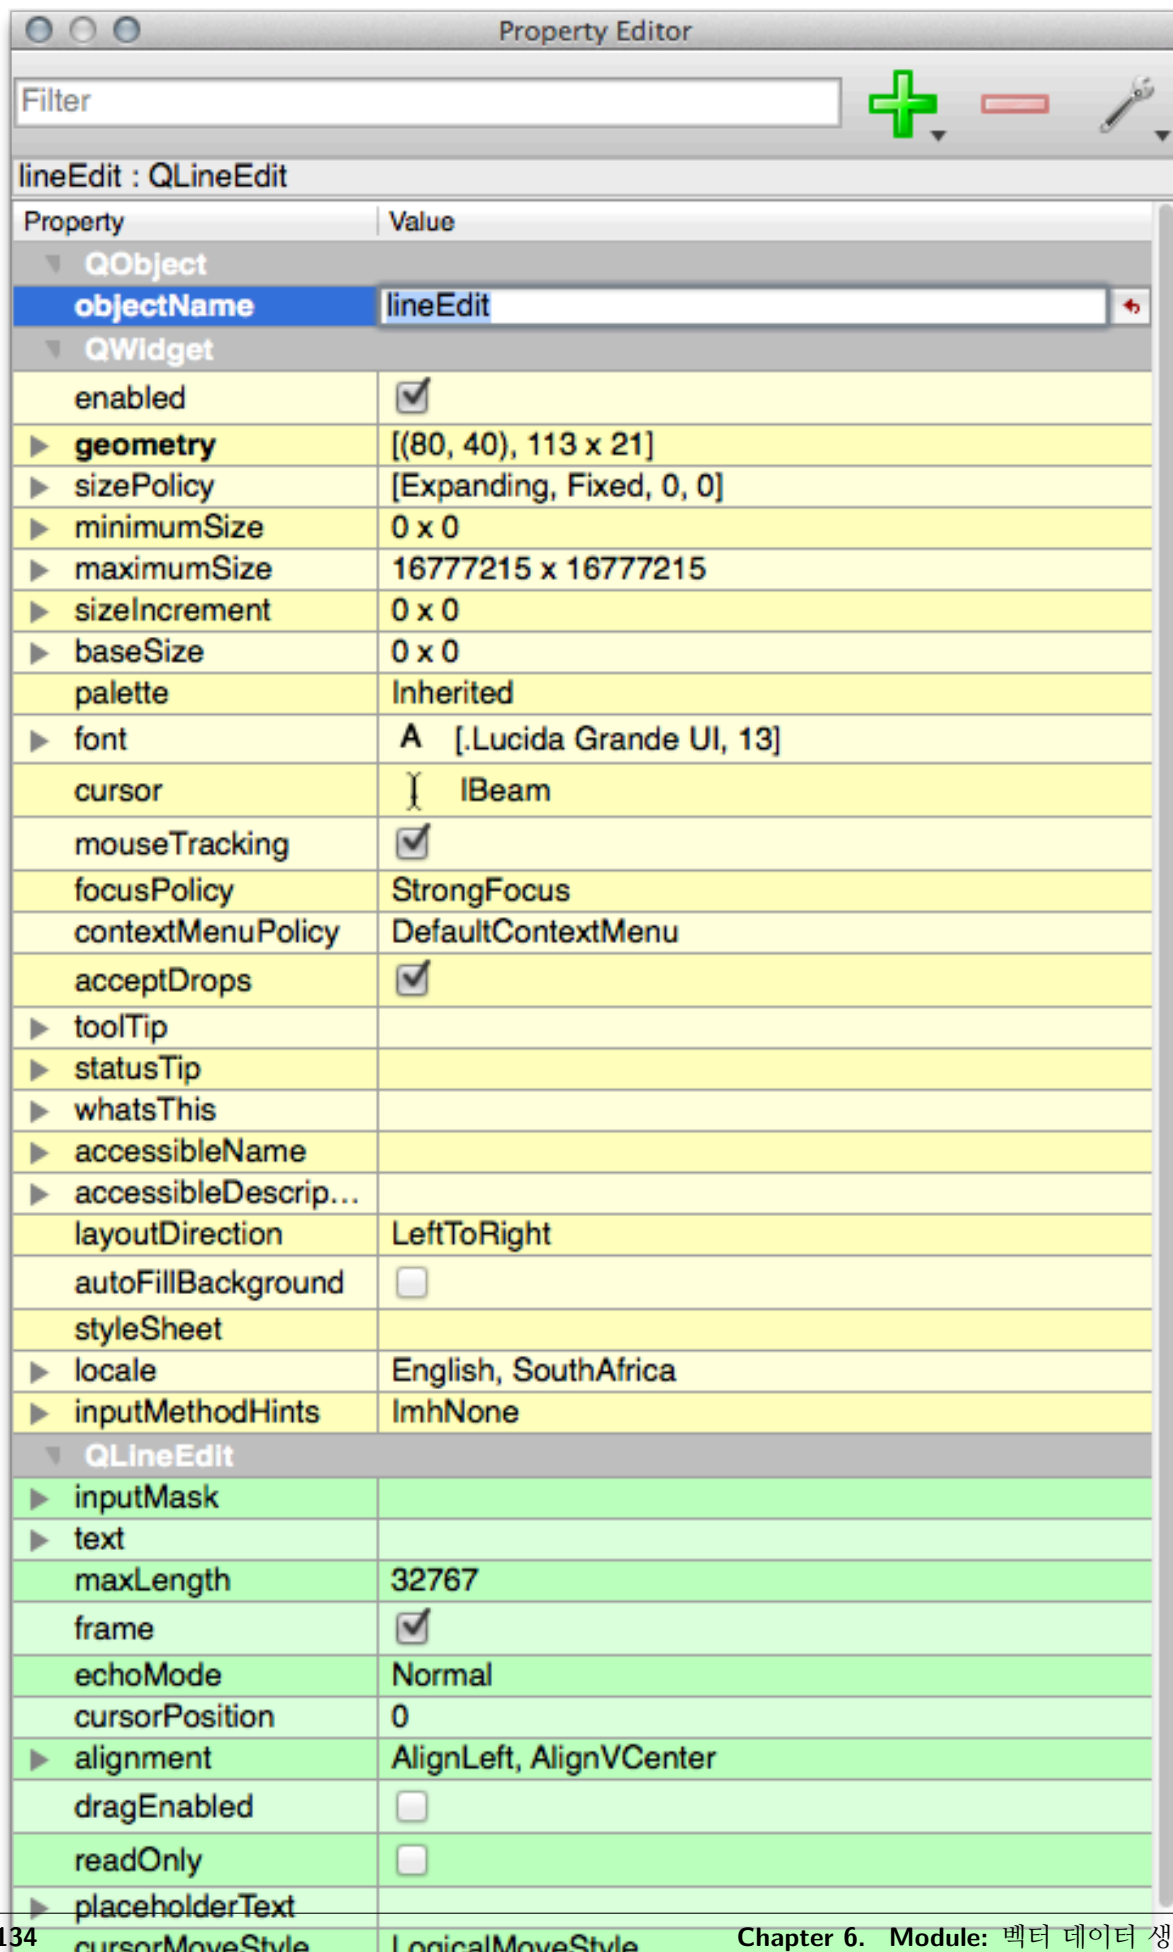 Property Editor
Filter
lineEdit : QLineEdit
Property Value
QObject
objectName lineEdit
QWidget
enabled
geometry [(80, 40), 113 x 21]
sizePolicy [Expanding, Fixed, 0, 0]
minimumSize 0 x 0
maximumSize 16777215 x 16777215
sizeIncrement 0 x 0
baseSize 0 x 0
palette Inherited
font A [.Lucida Grande UI, 13]
cursor IBeam
mouseTracking
focusPolicy StrongFocus
contextMenuPolicy DefaultContextMenu
acceptDrops
toolTip
statusTip
whatsThis
accessibleName
accessibleDescrip...
layoutDirection LeftToRight
autoFillBackground
styleSheet
locale English, SouthAfrica
inputMethodHints ImhNone
QLineEdit
inputMask
text
maxLength 32767
frame
echoMode Normal
cursorPosition 0
alignment AlignLeft, AlignVCenter
dragEnabled
readOnly
placeholderText
134 Chapter 6. Module: 벡터 데이터 생
cursorMoveStyle LogicalMoveStyle